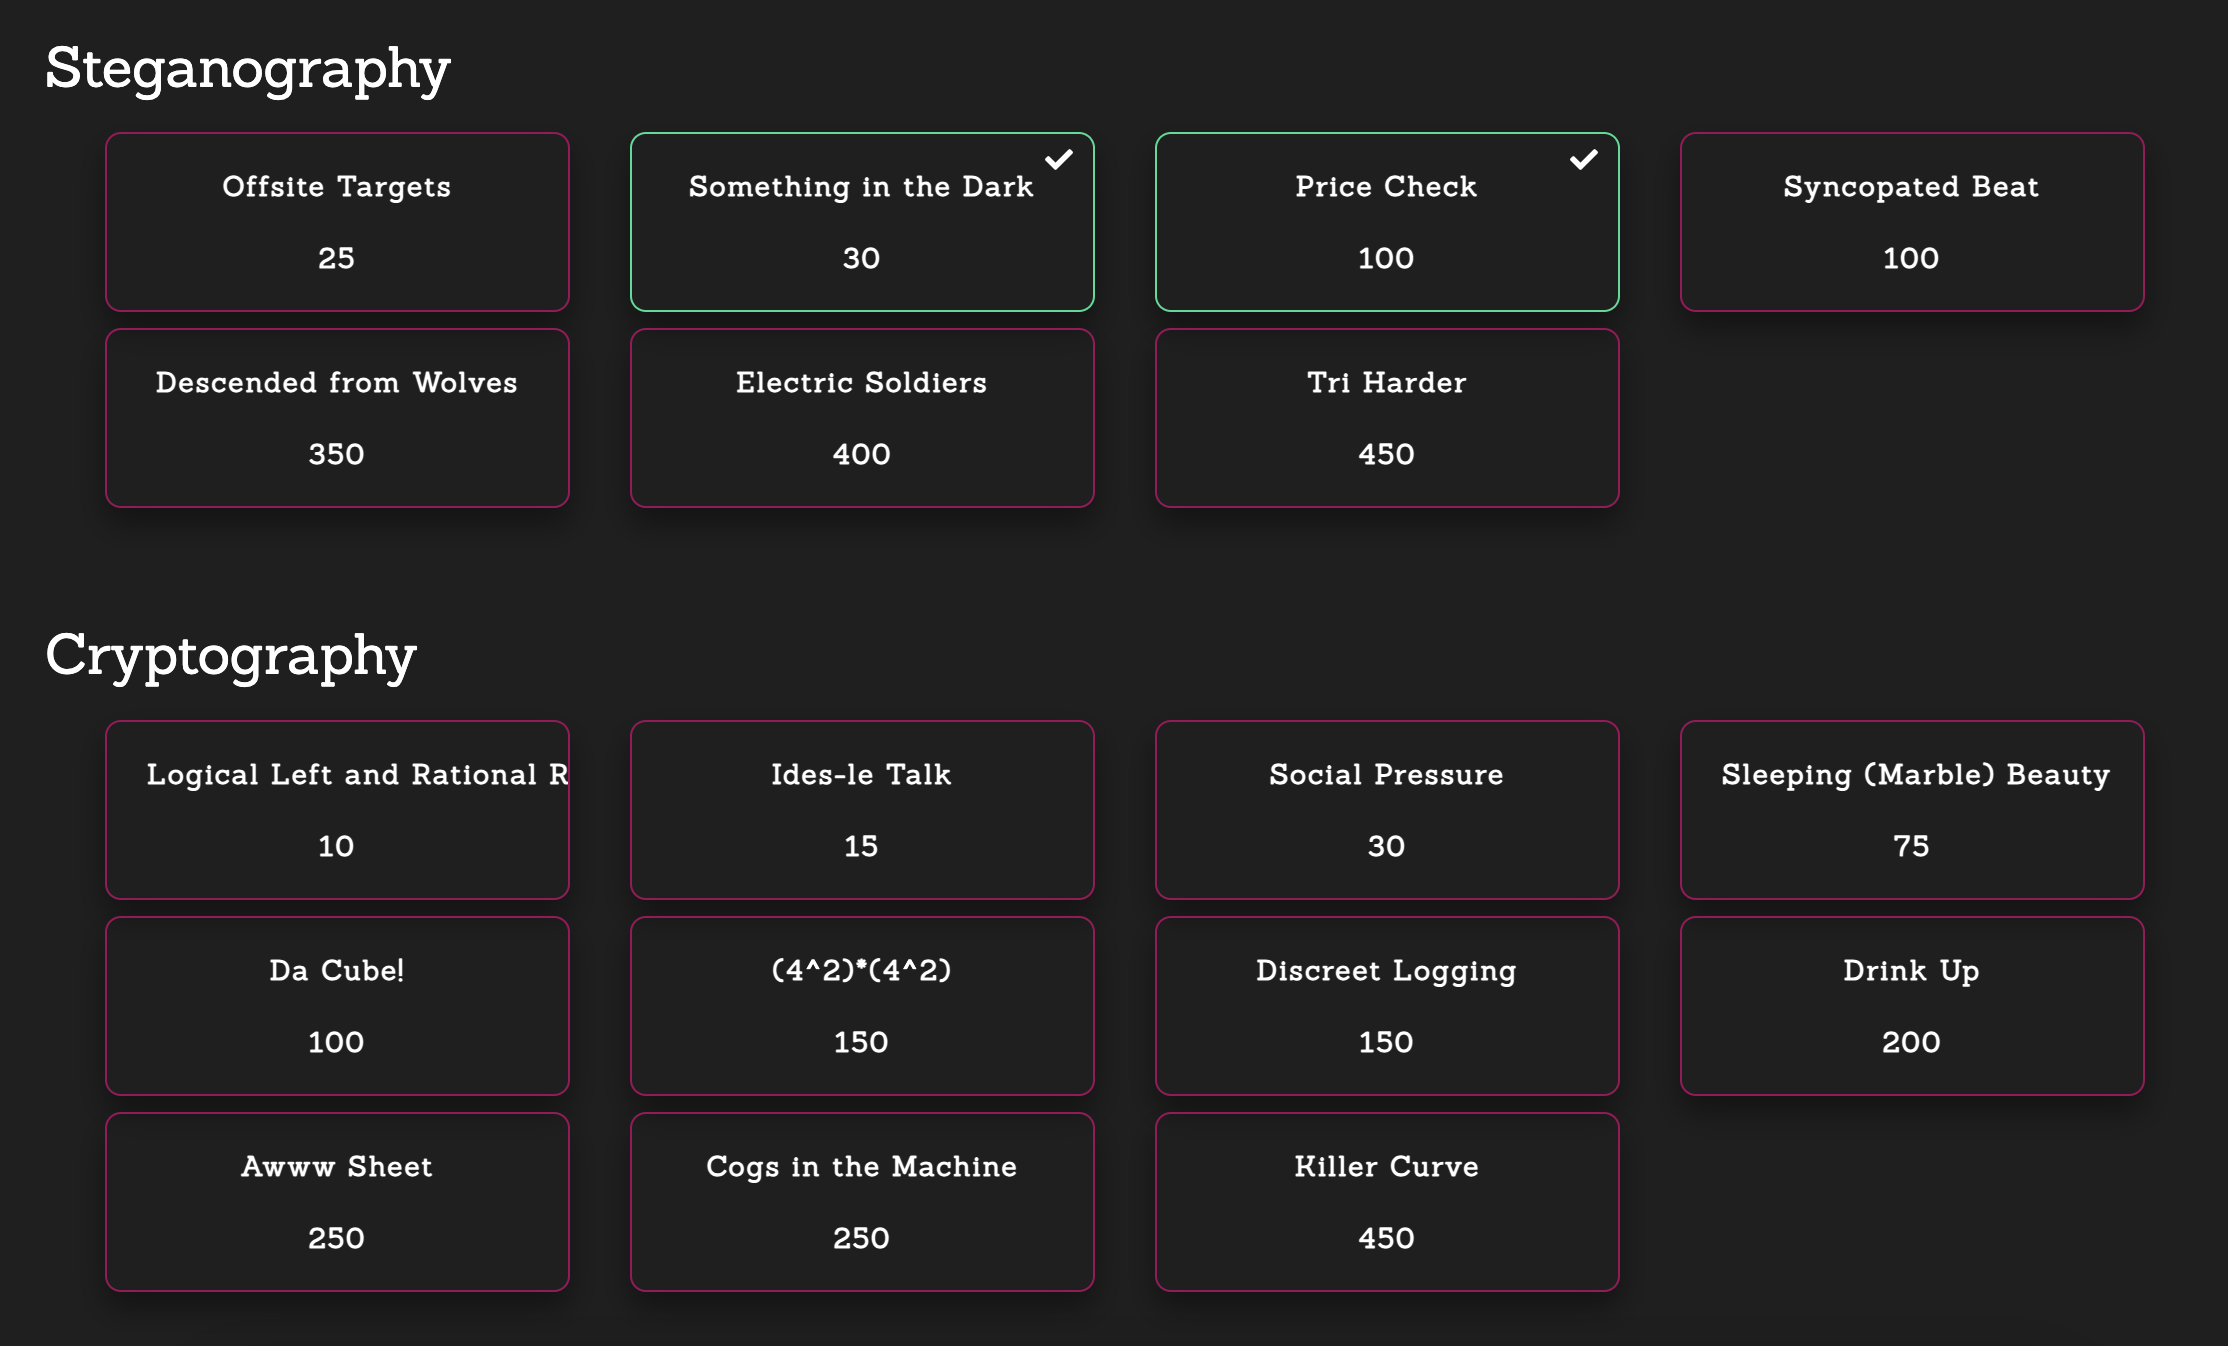 Steganography
Offsite Targets
25
Something in the Dark
30
Price Check
100
Syncopated Beat
100
Descended from Wolves
350
Electric Soldiers
400
Tri Harder
450
Cryptography
Logical Left and Rational R
10
Ides-le Talk
15
Social Pressure
30
Sleeping (Marble) Beauty
75
Da Cube!
100
(4^2)*(4^2)
150
Discreet Logging
150
Drink Up
200
Awww Sheet
250
Cogs in the Machine
250
Killer Curve
450